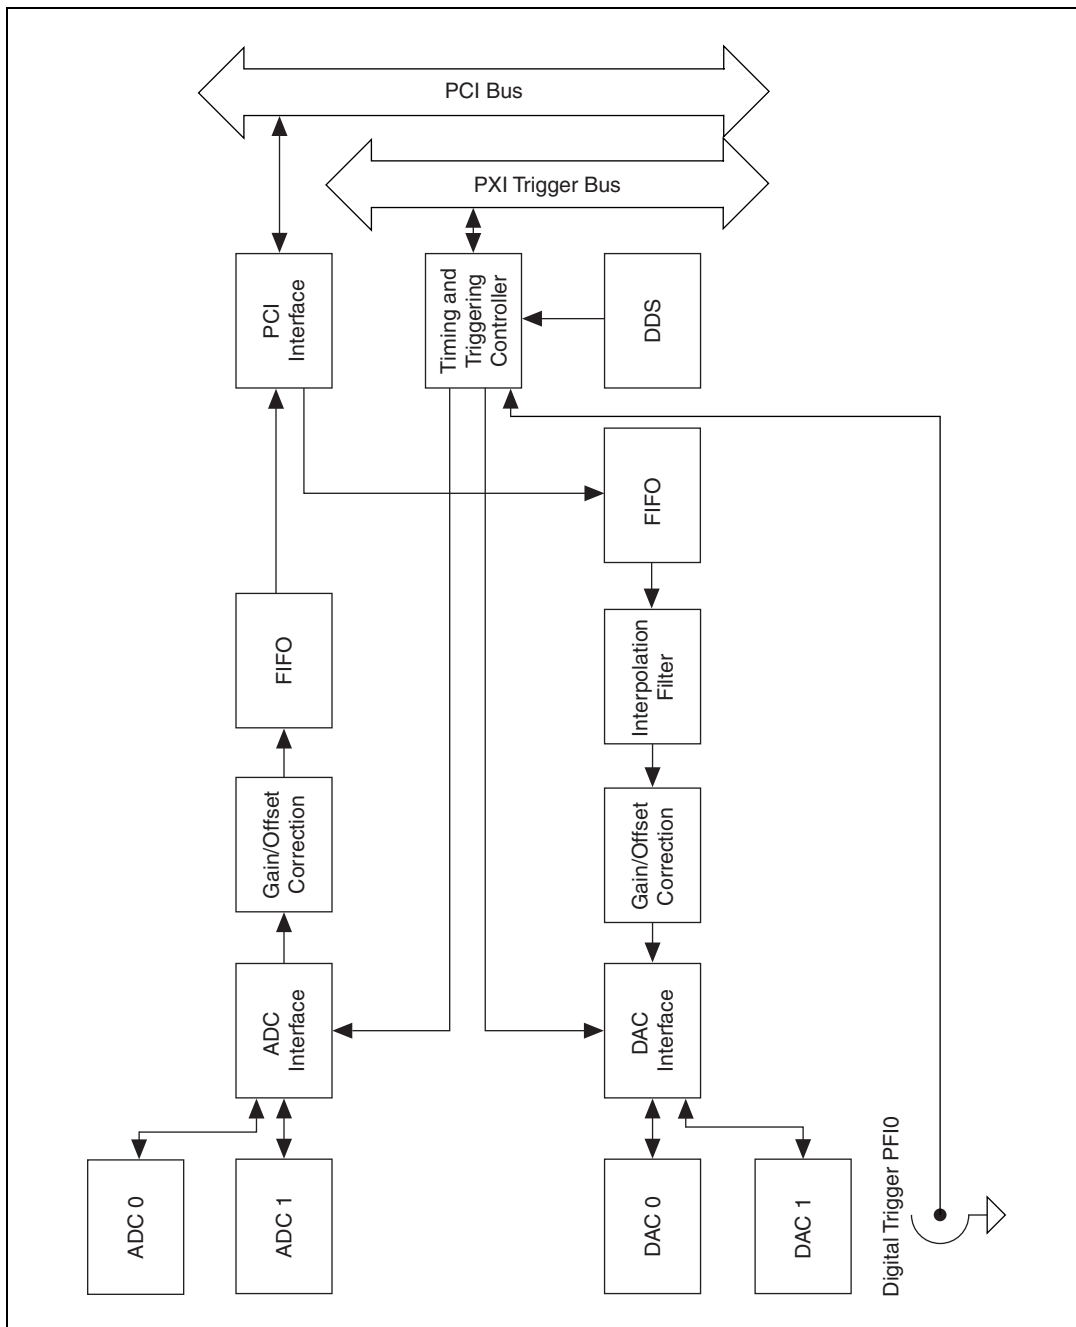 PCI Bus
PXI Trigger Bus
PCI
Interface
Timing and
Triggering
Controller
DDS
FIFO
FIFO
Interpolation
Filter
Gain/Offset
Correction
Gain/Offset
Correction
ADC
Interface
DAC
Interface
ADC 0
ADC 1
DAC 0
DAC 1
Digital Trigger PFI0